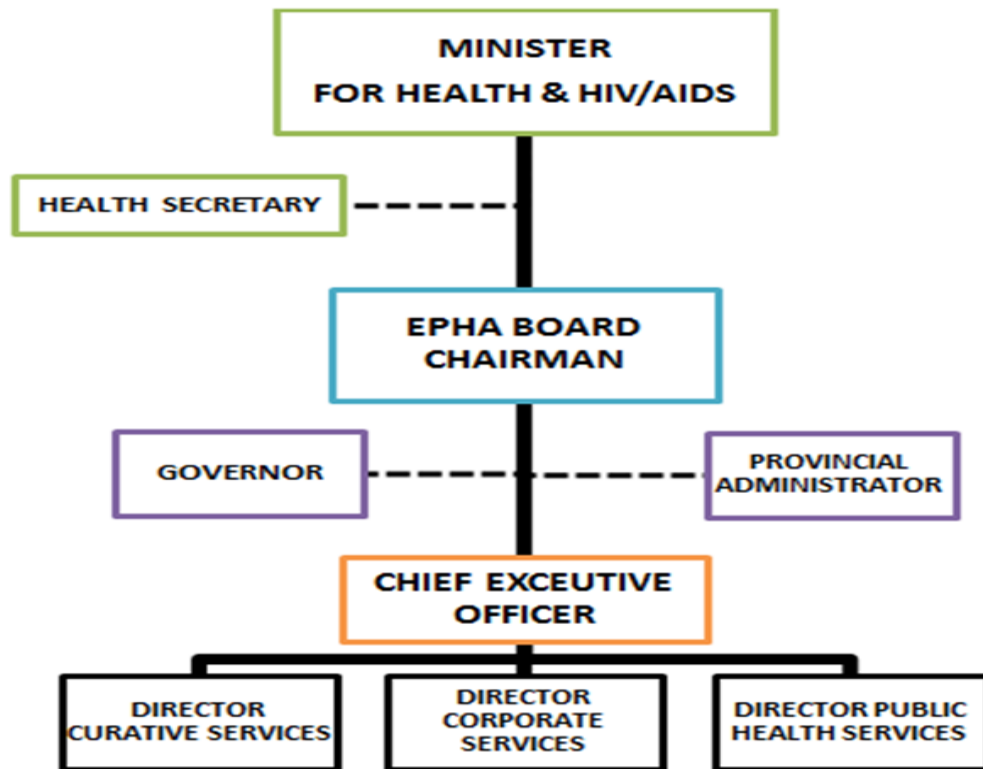 MINISTER
FOR HEALTH & HIV/AIDS
HEALTH SECRETARY
EPHA BOARD
CHAIRMAN
GOVERNOR
PROVINCIAL
ADMINISTRATOR
CHIEF EXCEUTIVE
OFFICER
DIRECTOR
CURATIVE SERVICES
DIRECTOR
CORPORATE
SERVICES
DIRECTOR PUBLIC
HEALTH SERVICES